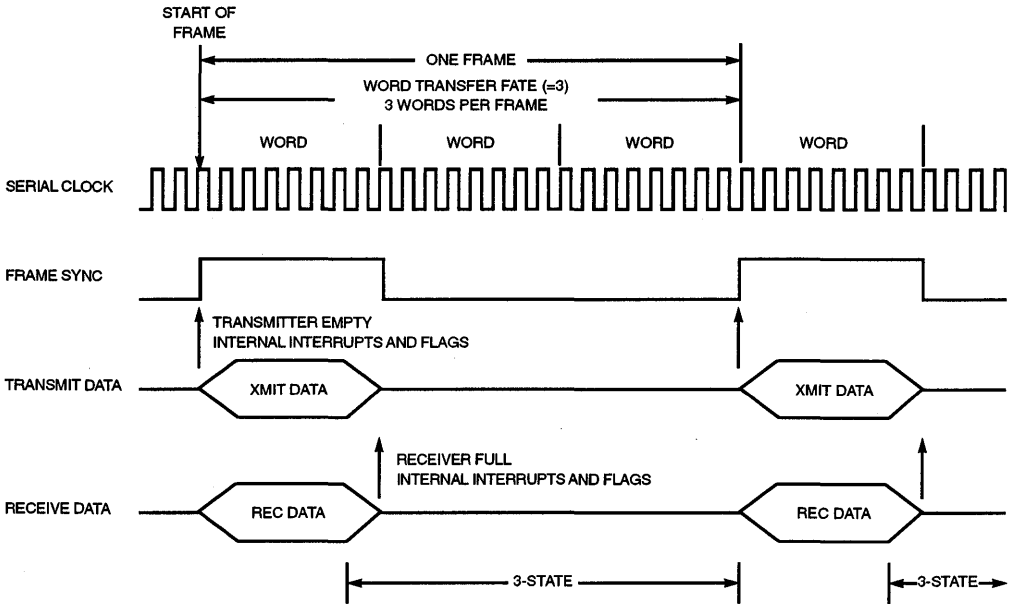 START OF
FRAME
ONE FRAME
WORD TRANSFER FATE (=3)
3 WORDS PER FRAME
WORD WORD WORD WORD
SERIAL CLOCK
FRAME SYNC
TRANSMITTER EMPTY
INTERNAL INTERRUPTS AND FLAGS
TRANSMIT DATA
XMIT DATA XMIT DATA
RECEIVER FULL
INTERNAL INTERRUPTS AND FLAGS
RECEIVE DATA
REC DATA REC DATA
3-STATE 3-STATE